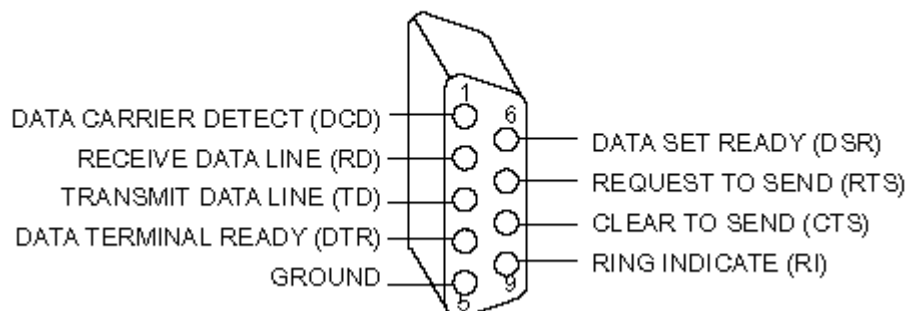 1
6
DATA CARRIER DETECT (DCD)
DATA SET READY (DSR)
RECEIVE DATA LINE (RD)
REQUEST TO SEND (RTS)
TRANSMIT DATA LINE (TD)
CLEAR TO SEND (CTS)
DATA TERMINAL READY (DTR)
RING INDICATE (RI)
GROUND
9
5